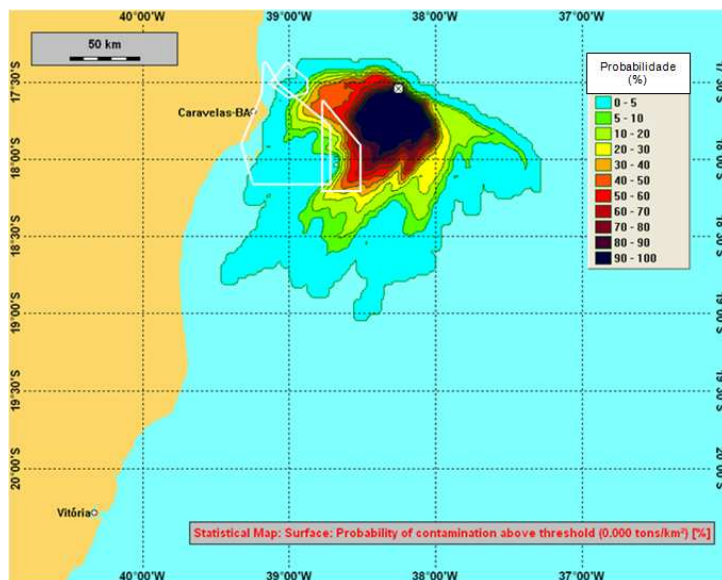 40°00'W 39°00'W 38°00'W 37°00'W
50 km
17°30'S
Probabilidade
(%)
Caravelas-BA
0 - 5
5 - 10
10 - 20
18°00'S
20 - 30
30 - 40
40 - 50
50 - 60
60 - 70
18°30'S
70 - 80
80 - 90
90 - 100
19°00'S
19°30'S
20°00'S
Vitória
Statistical Map: Surface: Probability of contamination above threshold (0.000 tons/km²) [%]
40°00'W 39°00'W 38°00'W 37°00'W